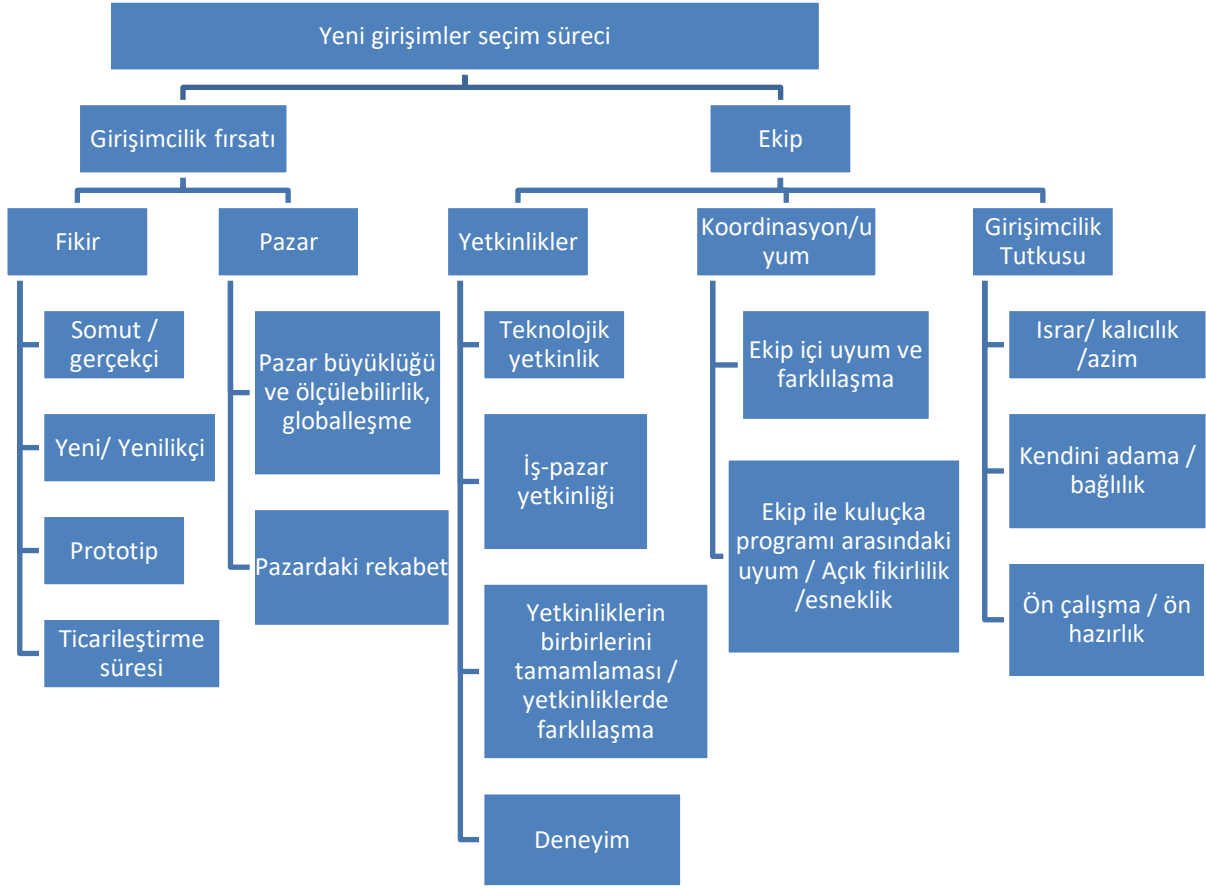 Yeni girişimler seçim süreci
Girişimcilik fırsatı
Ekip
Fikir
Pazar
Yetkinlikler
Koordinasyon/u
yum
Girişimcilik
Tutkusu
Somut /
gerçekçi
Yeni/ Yenilikçi
Prototip
Ticarileştirme
süresi
Pazar büyüklüğü
ve ölçülebilirlik,
globalleşme
Pazardaki rekabet
Teknolojik
yetkinlik
İş-pazar
yetkinliği
Yetkinliklerin
birbirlerini
tamamlaması /
yetkinliklerde
farklılaşma
Deneyim
Ekip içi uyum ve
farklılaşma
Ekip ile kuluçka
programı arasındaki
uyum / Açık fikirlilik
/esneklik
Israr/ kalıcılık
/azim
Kendini adama /
bağlılık
Ön çalışma / ön
hazırlık